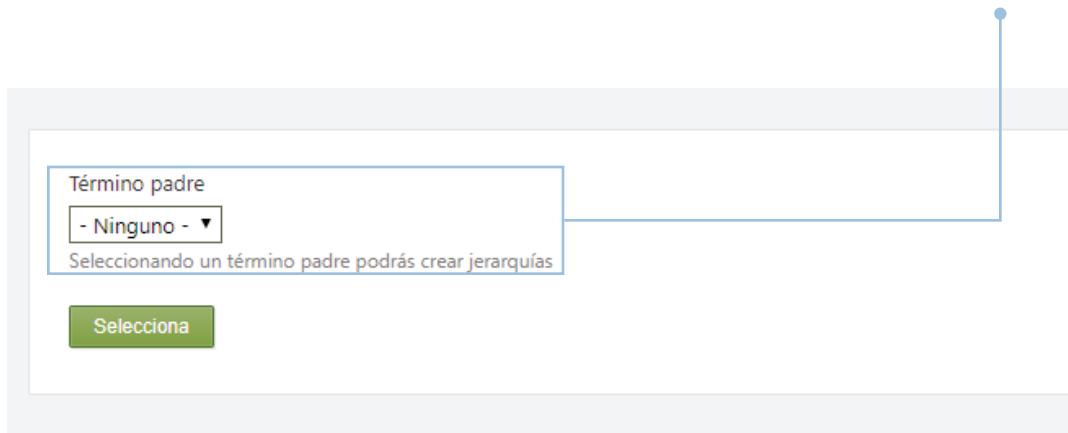 Término padre
- Ninguno -
Seleccionando un término padre podrás crear jerarquías
Selecciona